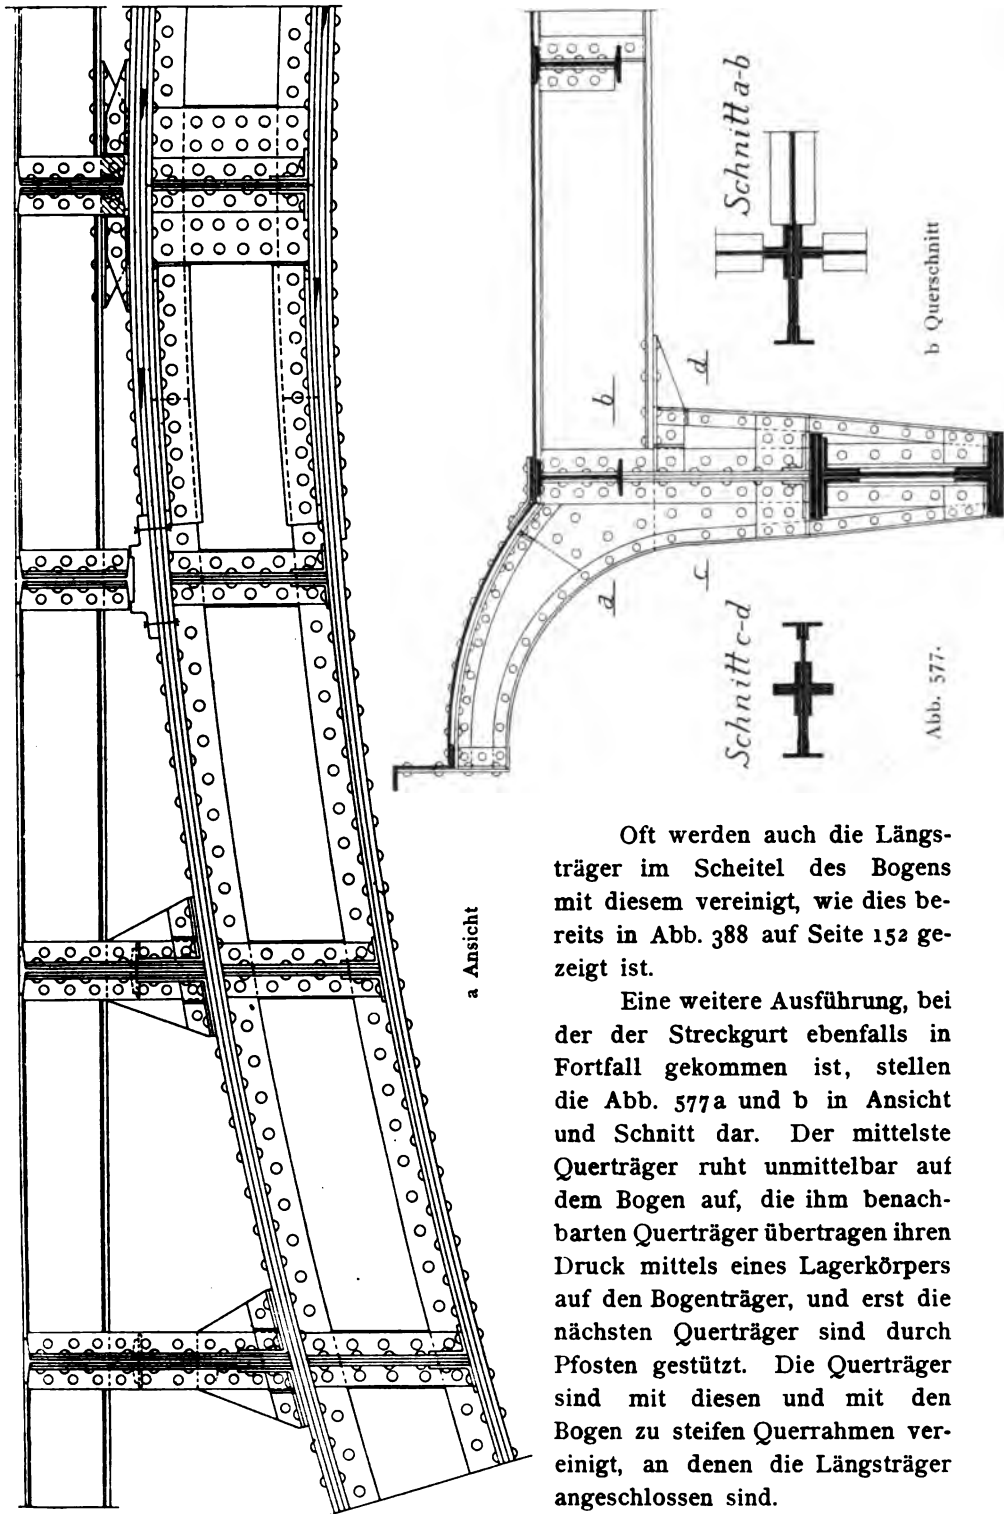 Schnitt a-b
b Querschnitt
b
d
a
c
Schnitt c-d
Abb. 577.
a Ansicht
Oft werden auch die Längs-
träger im Scheitel des Bogens
mit diesem vereinigt, wie dies be-
reits in Abb. 388 auf Seite 152 ge-
zeigt ist.
Eine weitere Ausführung, bei
der der Streckgurt ebenfalls in
Fortfall gekommen ist, stellen
die Abb. 577a und b in Ansicht
und Schnitt dar. Der mittelste
Querträger ruht unmittelbar auf
dem Bogen auf, die ihm benach-
barten Querträger übertragen ihren
Druck mittels eines Lagerkörpers
auf den Bogenträger, und erst die
nächsten Querträger sind durch
Pfosten gestützt. Die Querträger
sind mit diesen und mit den
Bogen zu steifen Querrahmen ver-
einigt, an denen die Längsträger
angeschlossen sind.